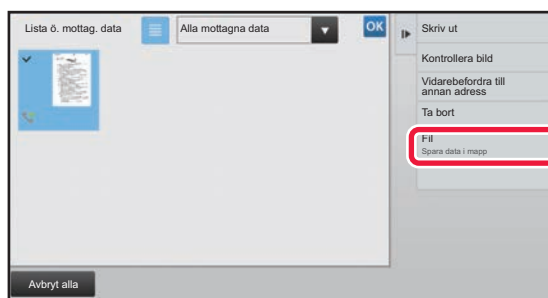 Lista ö. mottag. data
Alla mottagna data
OK
Skriv ut
Kontrollera bild
Vidarebefordra till
annan adress
Ta bort
Fil
Spara data i mapp
Avbryt alla